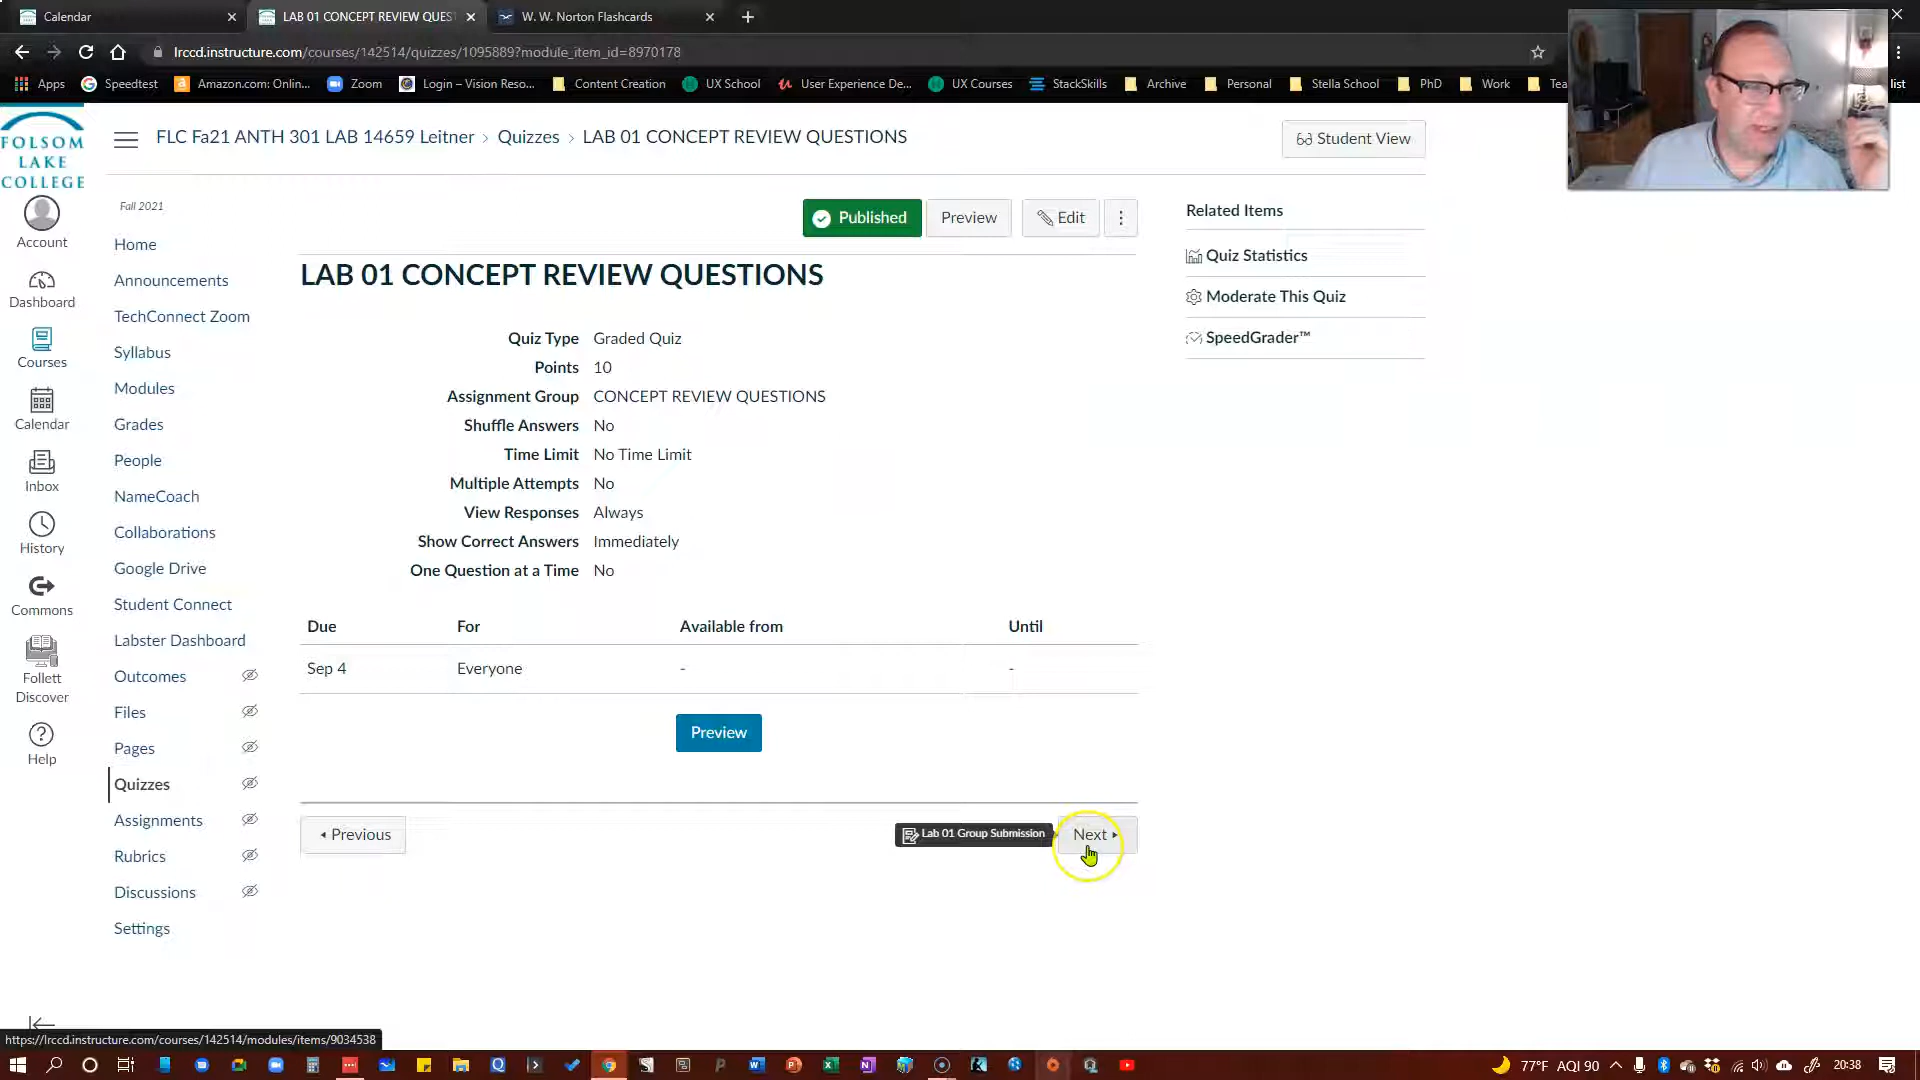 Calendar
LAB 01 CONCEPT REVIEW QUES
W. W. Norton Flashcards
lrccd.instructure.com/courses/142514/quizzes/1095889?module_item_id=8970178
Apps
Speedtest
Amazon.com: Onlin...
Zoom
Login – Vision Reso...
Content Creation
UX School
User Experience De...
UX Courses
StackSkills
Archive
Personal
Stella School
PhD
Work
Tea
list
FOLSOM
LAKE
COLLEGE
FLC Fa21 ANTH 301 LAB 14659 Leitner › Quizzes › LAB 01 CONCEPT REVIEW QUESTIONS
Student View
Account
Dashboard
Courses
Calendar
Inbox
History
Commons
Follett
Discover
Help
Fall 2021
Home
Announcements
TechConnect Zoom
Syllabus
Modules
Grades
People
NameCoach
Collaborations
Google Drive
Student Connect
Labster Dashboard
Outcomes
Files
Pages
Quizzes
Assignments
Rubrics
Discussions
Settings
Published
Preview
Edit
LAB 01 CONCEPT REVIEW QUESTIONS
Quiz Type Graded Quiz
Points 10
Assignment Group CONCEPT REVIEW QUESTIONS
Shuffle Answers No
Time Limit No Time Limit
Multiple Attempts No
View Responses Always
Show Correct Answers Immediately
One Question at a Time No
Due For Available from Until
Sep 4 Everyone - -
Preview
Previous
Lab 01 Group Submission
Next
Related Items
Quiz Statistics
Moderate This Quiz
SpeedGrader™
https://lrccd.instructure.com/courses/142514/modules/items/9034538
77°F AQI 90
20:38